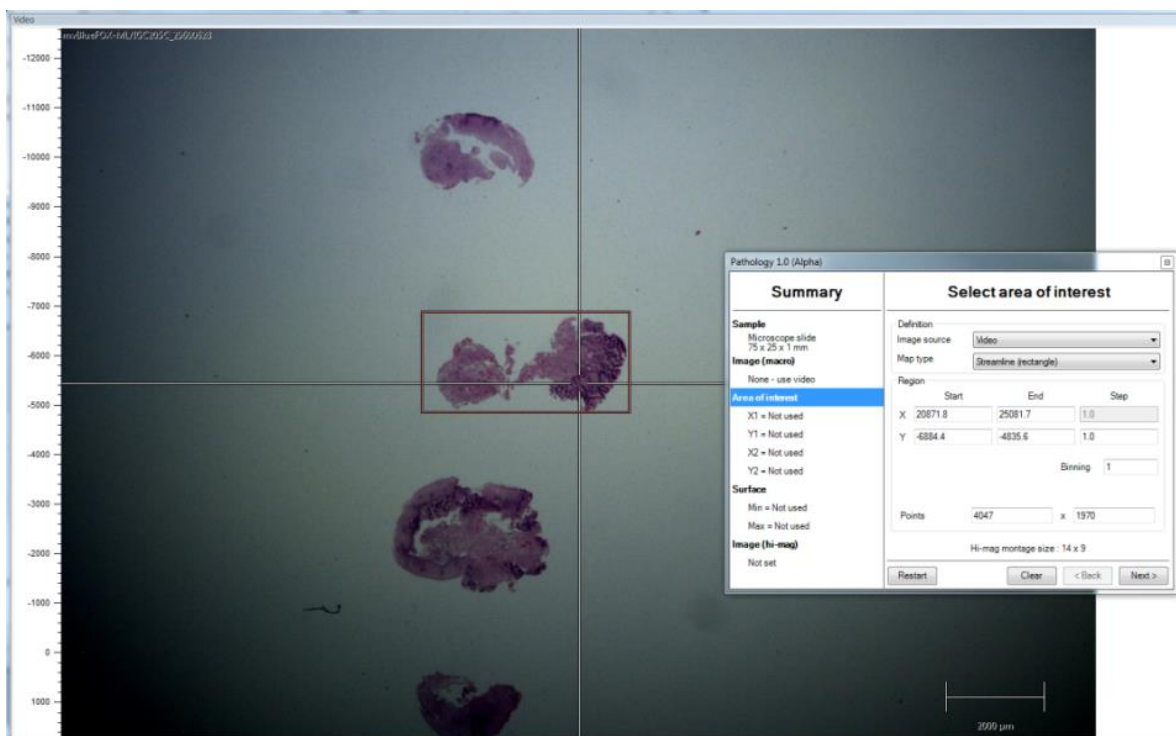 Video
-12000
-11000
-10000
-9000
-8000
-7000
-6000
-5000
-4000
-3000
-2000
-1000
0
1000
2000 µm
Pathology 1.0 (Alpha)
Summary
Sample
Microscope slide
75 x 25 x 1 mm
Image (macro)
None - use video
Area of interest
X1 = Not used
Y1 = Not used
X2 = Not used
Y2 = Not used
Surface
Min = Not used
Max = Not used
Image (hi-mag)
Not set
Select area of interest
Definition
Image source Video
Map type Streamline (rectangle)
Region
Start End Step
X 20871.8 25081.7 1.0
Y -6884.4 -4835.6 1.0
Binning 1
Points 4047 x 1970
Hi-mag montage size : 14 x 9
Restart Clear < Back Next >